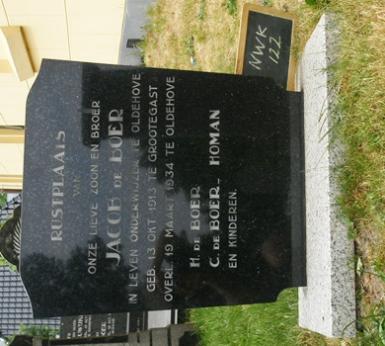 RUSTPLAATS
VAN
ONZE LIEVE ZOON EN BROER
JACOB DE BOER
IN LEVEN ONDERWIJZER TE OLDEHOVE
GEB. 13 OKT. 1913 TE GROOTEGAST
OVERL. 19 MAART 1934 TE OLDEHOVE
H. DE BOER
C. DE BOER - HOMAN
EN KINDEREN.
NWK
122